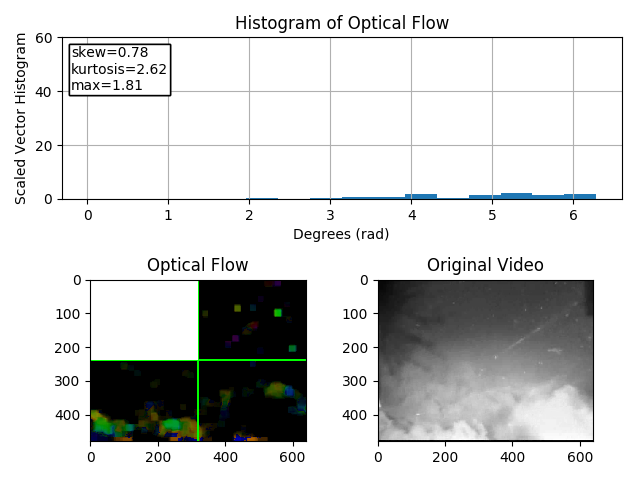 Histogram of Optical Flow
Scaled Vector Histogram
60
40
20
0
skew=0.78
kurtosis=2.62
max=1.81
0 1 2 3 4 5 6
Degrees (rad)
Optical Flow
0
100
200
300
400
0 200 400 600
Original Video
0
100
200
300
400
0 200 400 600